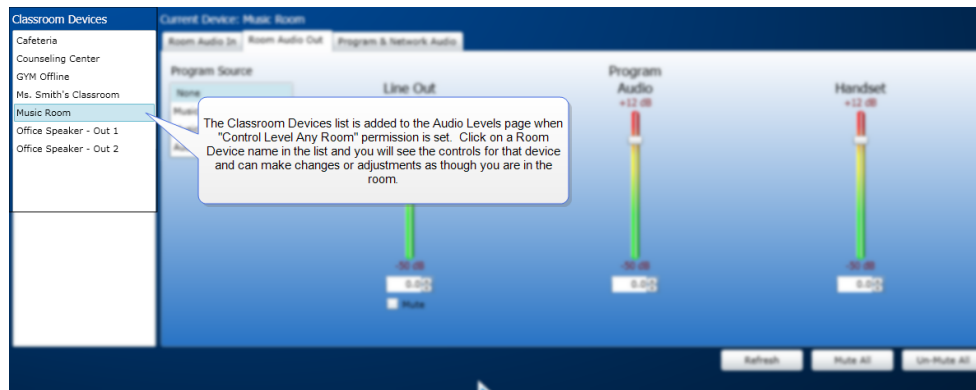 Classroom Devices
Current Device: Music Room
Cafeteria
Counseling Center
GYM Offline
Ms. Smith's Classroom
Music Room
Office Speaker - Out 1
Office Speaker - Out 2
Room Audio In
Room Audio Out
Program & Network Audio
Program Source
None
Line Out
Program
Audio
Handset
+12 dB
+12 dB
The Classroom Devices list is added to the Audio Levels page when
"Control Level Any Room" permission is set. Click on a Room
Device name in the list and you will see the controls for that device
and can make changes or adjustments as though you are in the
room.
-50 dB
-50 dB
-50 dB
0.0
0.0
0.0
Mute
Refresh
Mute All
Un-Mute All